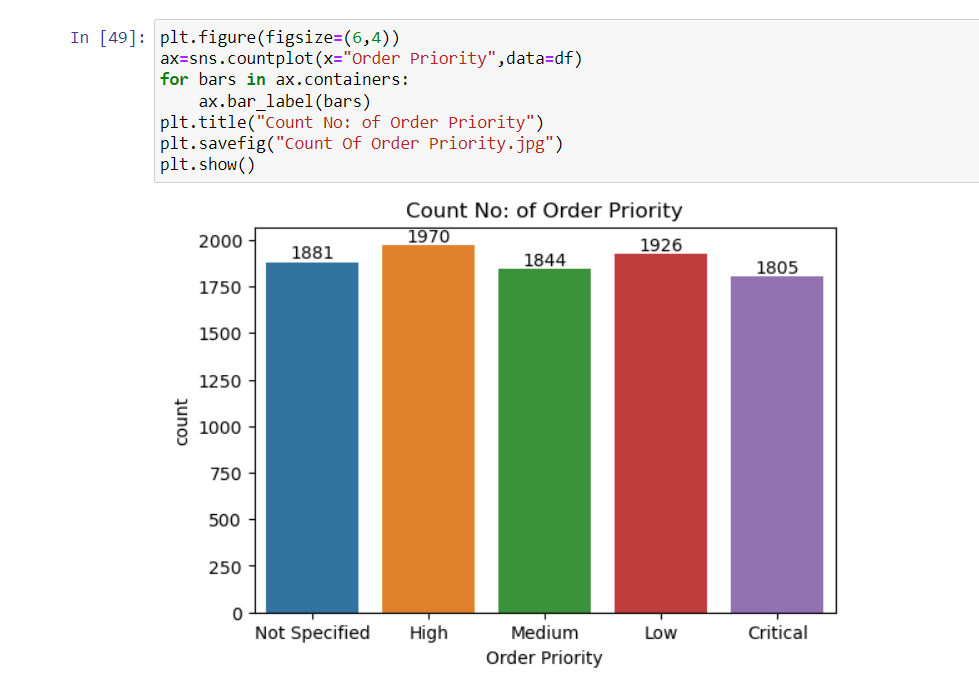 In [49]: plt.figure(figsize=(6,4))
ax=sns.countplot(x="Order Priority",data=df)
for bars in ax.containers:
    ax.bar_label(bars)
plt.title("Count No: of Order Priority")
plt.savefig("Count Of Order Priority.jpg")
plt.show()
Count No: of Order Priority
2000
1750
1500
1250
1000
750
500
250
0
count
1881
1970
1844
1926
1805
Not Specified High Medium Low Critical
Order Priority